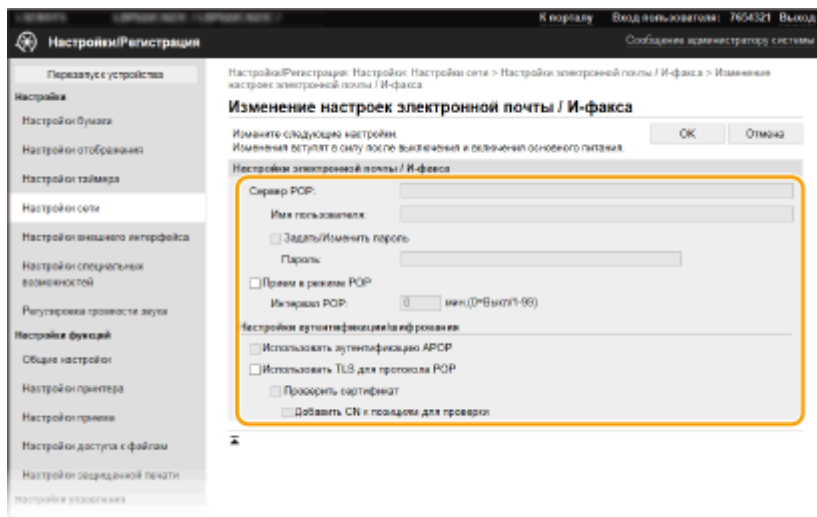 К порталу Вход пользователя: 7654321 Выход
Настройки/Регистрация
Сообщение администратору системы
Перезапуск устройства
Настройки
Настройки бумаги
Настройки отображения
Настройки таймера
Настройки сети
Настройки внешнего интерфейса
Настройки специальных
возможностей
Регулировка громкости звука
Настройки функций
Общие настройки
Настройки принтера
Настройки приема
Настройки доступа к файлам
Настройки защищенной печати
Настройки управления
Настройки/Регистрация: Настройки: Настройки сети > Настройки электронной почты / И-факса > Изменение
настроек электронной почты / И-факса
Изменение настроек электронной почты / И-факса
Измените следующие настройки.
Изменения вступят в силу после выключения и включения основного питания.
OK Отмена
Настройки электронной почты / И-факса
Сервер POP:
Имя пользователя:
Задать/Изменить пароль
Пароль:
Прием в режиме POP
Интервал POP: 0 мин.(0=Выкл/1-99)
Настройки аутентификации/шифрования
Использовать аутентификацию APOP
Использовать TLS для протокола POP
Проверить сертификат
Добавить CN к позициям для проверки